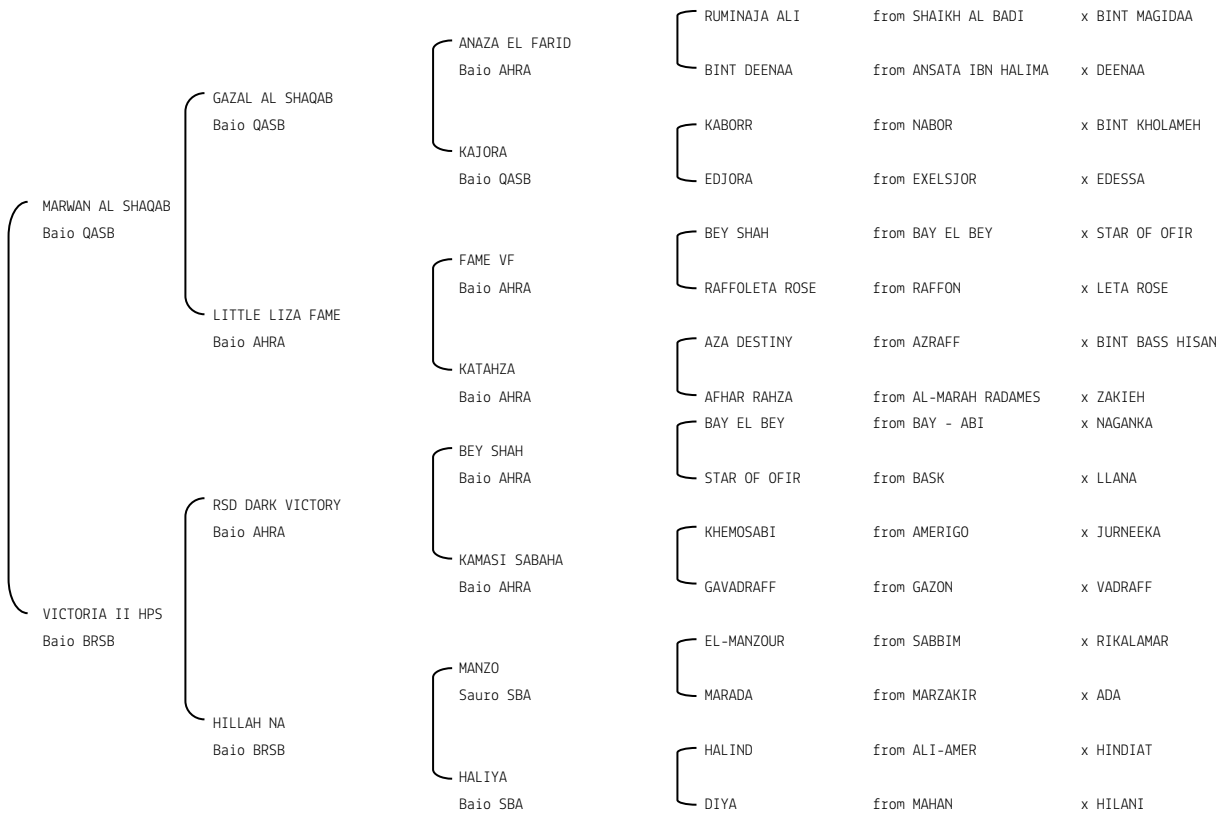 RUMINAJA ALI from SHAIKH AL BADI x BINT MAGIDAA
ANAZA EL FARID
Baio AHRA BINT DEENAA from ANSATA IBN HALIMA x DEENAA
GAZAL AL SHAQAB
Baio QASB KABORR from NABOR x BINT KHOLAMEH
KAJORA
Baio QASB EDJORA from EXELSJOR x EDESSA
MARWAN AL SHAQAB
Baio QASB BEY SHAH from BAY EL BEY x STAR OF OFIR
FAME VF
Baio AHRA RAFFOLETA ROSE from RAFFON x LETA ROSE
LITTLE LIZA FAME
Baio AHRA AZA DESTINY from AZRAFF x BINT BASS HISAN
KATAHZA
Baio AHRA AFHAR RAHZA from AL-MARAH RADAMES x ZAKIEH
BAY EL BEY from BAY - ABI x NAGANKA
BEY SHAH
Baio AHRA STAR OF OFIR from BASK x LLANA
RSD DARK VICTORY
Baio AHRA KHEMOSABI from AMERIGO x JURNEEKA
KAMASI SABAHA
Baio AHRA GAVADRAFF from GAZON x VADRAFF
VICTORIA II HPS
Baio BRSB EL-MANZOUR from SABBIM x RIKALAMAR
MANZO
Sauro SBA MARADA from MARZAKIR x ADA
HILLAH NA
Baio BRSB HALIND from ALI-AMER x HINDIAT
HALIYA
Baio SBA DIYA from MAHAN x HILANI